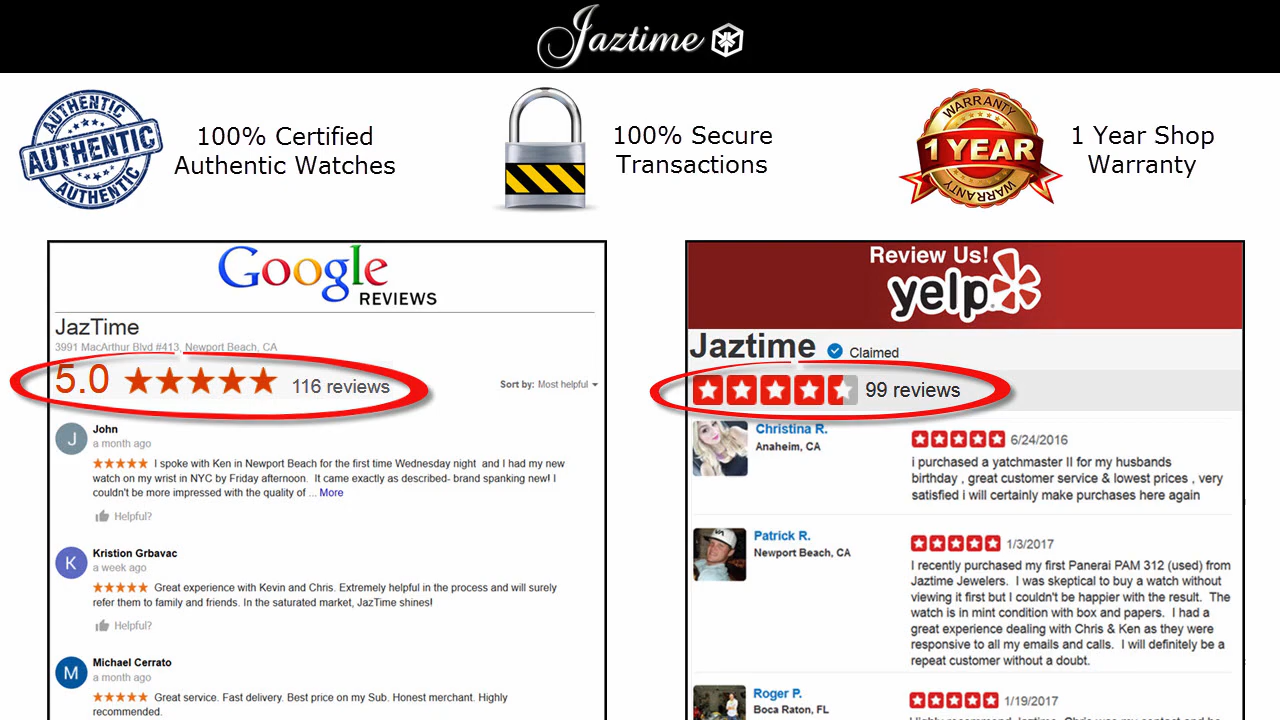 Jaztime
AUTHENTIC
AUTHENTIC
AUTHENTIC
100% Certified
Authentic Watches
100% Secure
Transactions
WARRANTY
1 YEAR
WARRANTY
1 Year Shop
Warranty
Google
REVIEWS
JazTime
3991 MacArthur Blvd #413, Newport Beach, CA
5.0 116 reviews
Sort by: Most helpful
J
John
a month ago
I spoke with Ken in Newport Beach for the first time Wednesday night and I had my new
watch on my wrist in NYC by Friday afternoon. It came exactly as described- brand spanking new! I
couldn't be more impressed with the quality of ... More
Helpful?
K
Kristion Grbavac
a week ago
Great experience with Kevin and Chris. Extremely helpful in the process and will surely
refer them to family and friends. In the saturated market, JazTime shines!
Helpful?
M
Michael Cerrato
a month ago
Great service. Fast delivery. Best price on my Sub. Honest merchant. Highly
recommended.
Review Us!
yelp
Jaztime Claimed
99 reviews
Christina R.
Anaheim, CA
6/24/2016
i purchased a yatchmaster II for my husbands
birthday , great customer service & lowest prices , very
satisfied i will certainly make purchases here again
Patrick R.
Newport Beach, CA
1/3/2017
I recently purchased my first Panerai PAM 312 (used) from
Jaztime Jewelers. I was skeptical to buy a watch without
viewing it first but I couldn't be happier with the result. The
watch is in mint condition with box and papers. I had a
great experience dealing with Chris & Ken as they were
responsive to all my emails and calls. I will definitely be a
repeat customer without a doubt.
Roger P.
Boca Raton, FL
1/19/2017